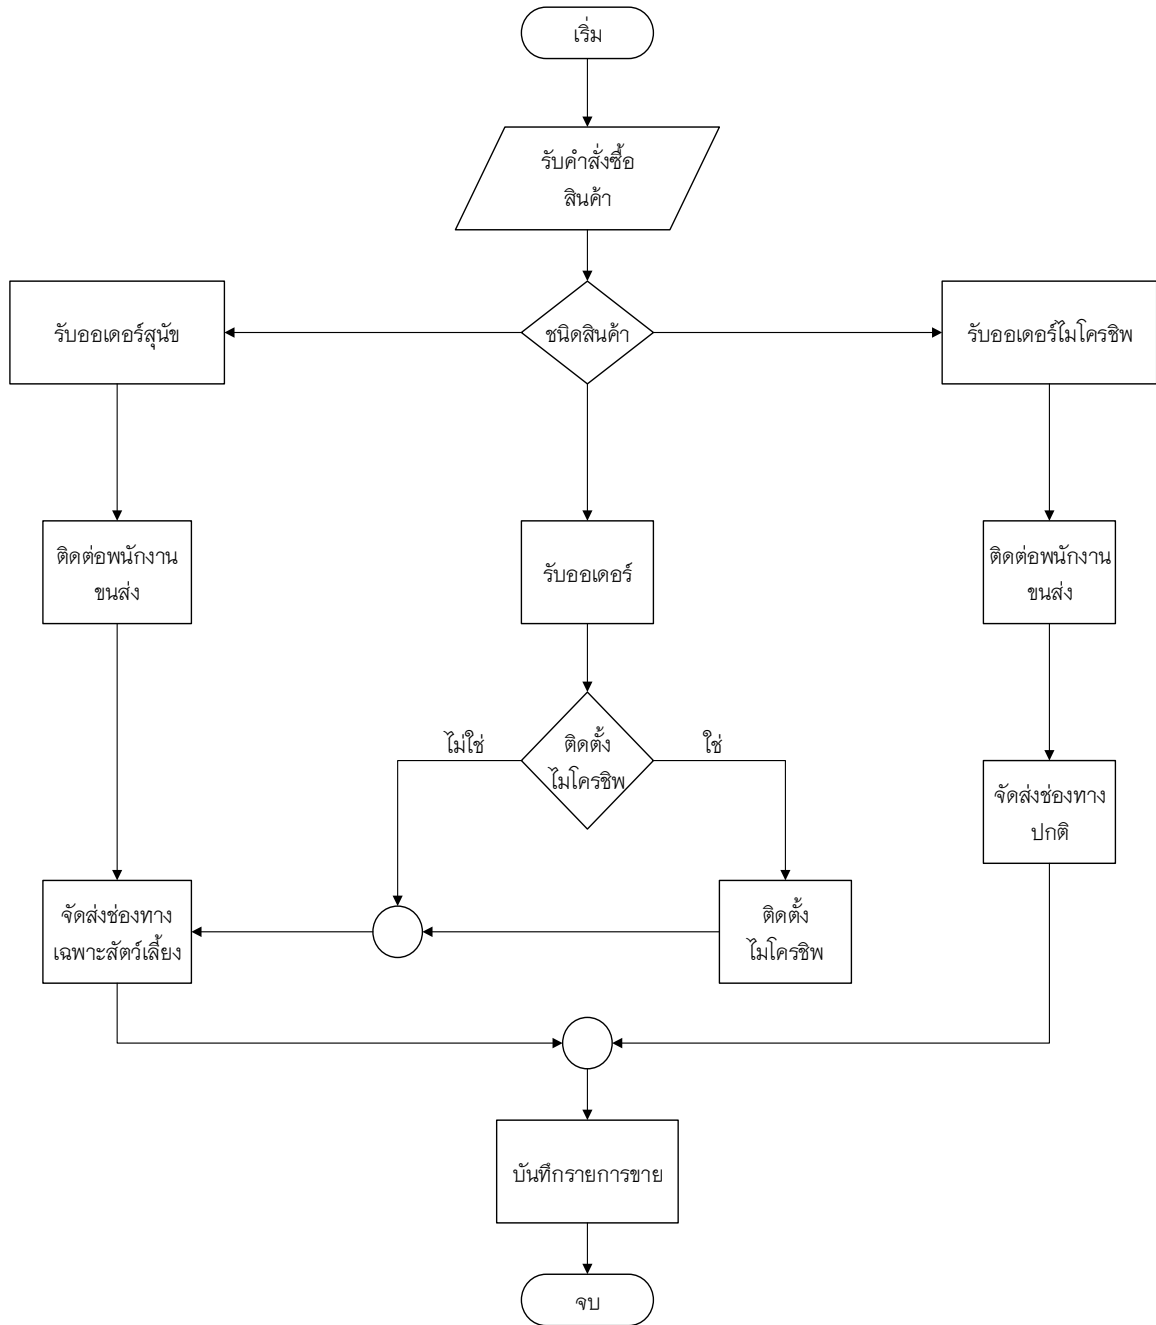 เริ่ม
รับคำสั่งซื้อ
สินค้า
รับออเดอร์สุนัข
ชนิดสินค้า
รับออเดอร์ไมโครชิพ
ติดต่อพนักงาน
ขนส่ง
รับออเดอร์
ติดต่อพนักงาน
ขนส่ง
ไม่ใช่
ติดตั้ง
ไมโครชิพ
ใช่
จัดส่งช่องทาง
ปกติ
จัดส่งช่องทาง
เฉพาะสัตว์เลี้ยง
ติดตั้ง
ไมโครชิพ
บันทึกรายการขาย
จบ